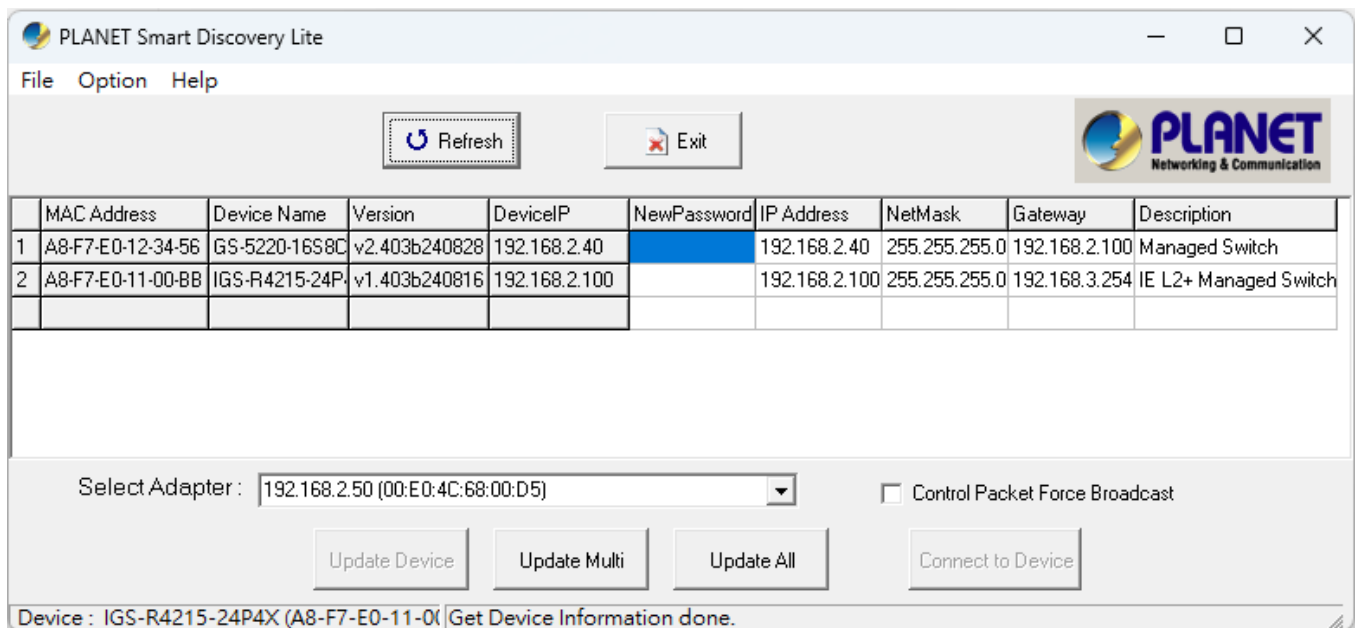 PLANET Smart Discovery Lite
File Option Help
Refresh Exit
PLANET
Networking & Communication
MAC Address Device Name Version DeviceIP NewPassword IP Address NetMask Gateway Description
1 A8-F7-E0-12-34-56 GS-5220-16S8C v2.403b240828 192.168.2.40 192.168.2.40 255.255.255.0 192.168.2.100 Managed Switch
2 A8-F7-E0-11-00-BB IGS-R4215-24P4 v1.403b240816 192.168.2.100 192.168.2.100 255.255.255.0 192.168.3.254 IE L2+ Managed Switch
Select Adapter : 192.168.2.50 (00:E0:4C:68:00:D5) Control Packet Force Broadcast
Update Device Update Multi Update All Connect to Device
Device : IGS-R4215-24P4X (A8-F7-E0-11-0( Get Device Information done.